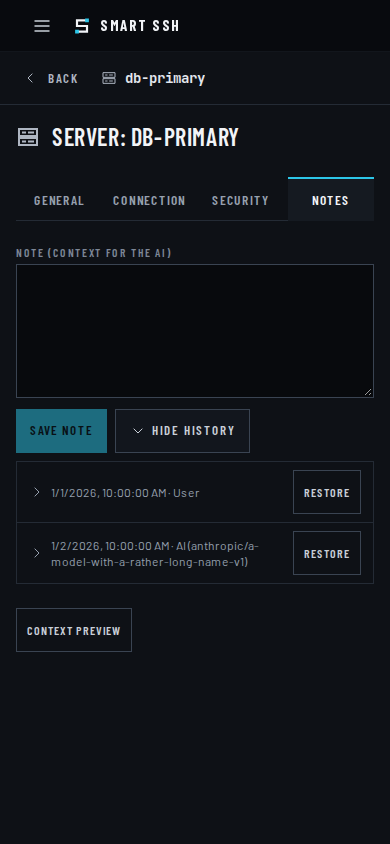 SMART SSH
BACK
db-primary
SERVER: DB-PRIMARY
GENERAL
CONNECTION
SECURITY
NOTES
NOTE (CONTEXT FOR THE AI)
SAVE NOTE
HIDE HISTORY
1/1/2026, 10:00:00 AM · User
RESTORE
1/2/2026, 10:00:00 AM · AI (anthropic/a-
model-with-a-rather-long-name-v1)
RESTORE
CONTEXT PREVIEW